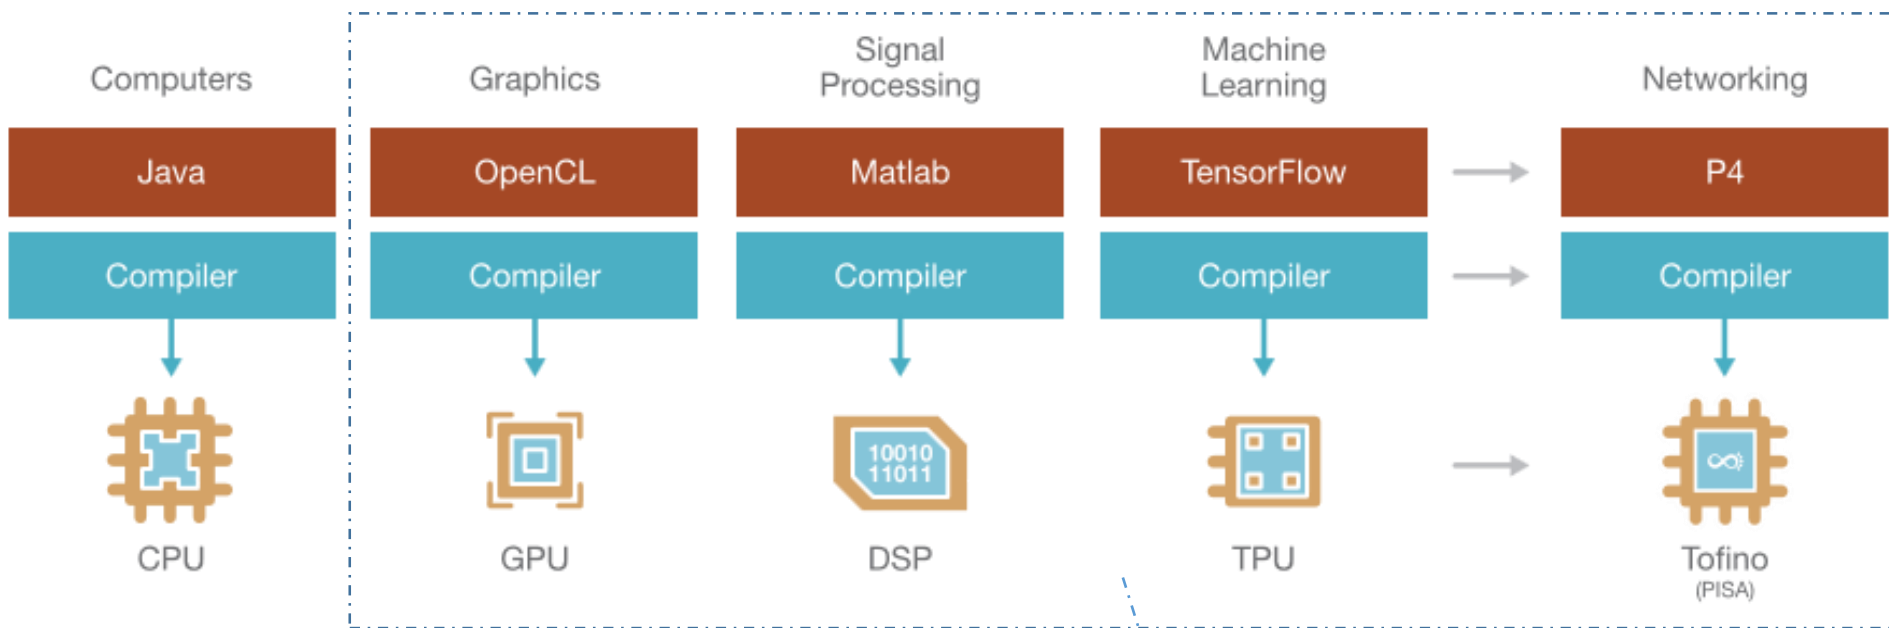 Computers
Graphics
Signal
Processing
Machine
Learning
Networking
Java
OpenCL
Matlab
TensorFlow
P4
Compiler
Compiler
Compiler
Compiler
Compiler
10010
11011
CPU
GPU
DSP
TPU
Tofino
(PISA)